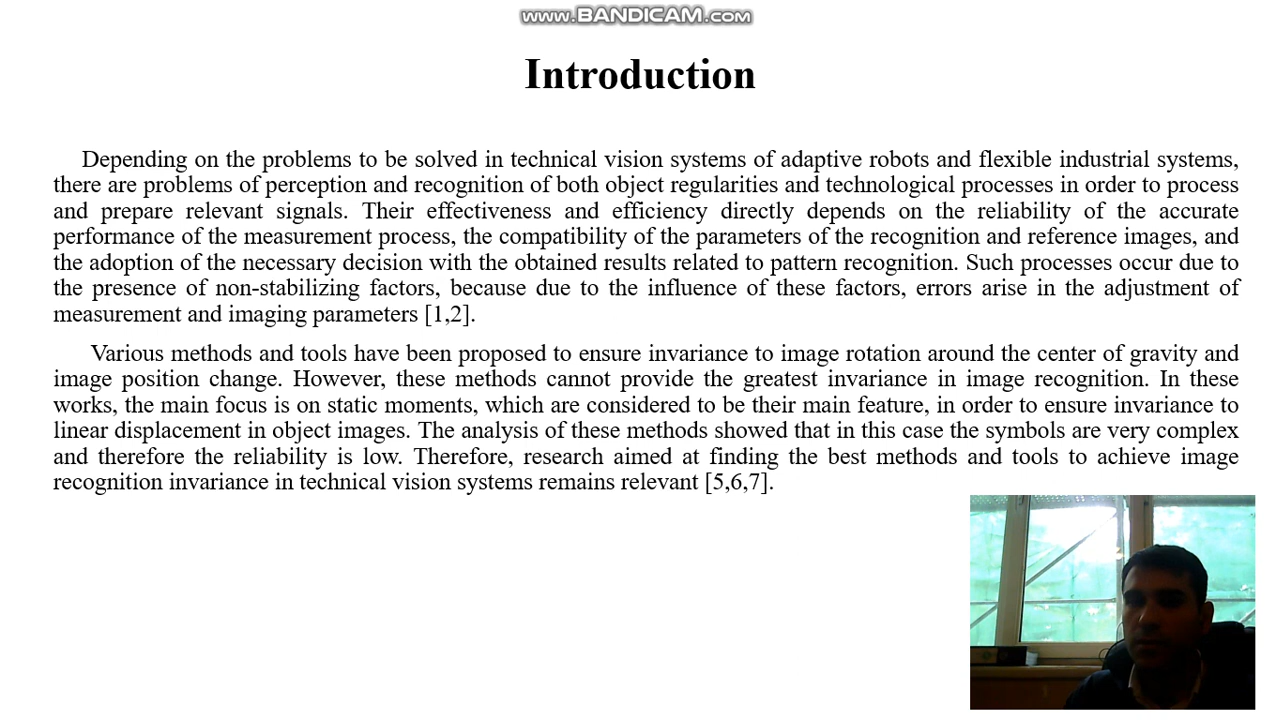 www.BANDICAM.com
Introduction
Depending on the problems to be solved in technical vision systems of adaptive robots and flexible industrial systems,
there are problems of perception and recognition of both object regularities and technological processes in order to process
and prepare relevant signals. Their effectiveness and efficiency directly depends on the reliability of the accurate
performance of the measurement process, the compatibility of the parameters of the recognition and reference images, and
the adoption of the necessary decision with the obtained results related to pattern recognition. Such processes occur due to
the presence of non-stabilizing factors, because due to the influence of these factors, errors arise in the adjustment of
measurement and imaging parameters [1,2].
Various methods and tools have been proposed to ensure invariance to image rotation around the center of gravity and
image position change. However, these methods cannot provide the greatest invariance in image recognition. In these
works, the main focus is on static moments, which are considered to be their main feature, in order to ensure invariance to
linear displacement in object images. The analysis of these methods showed that in this case the symbols are very complex
and therefore the reliability is low. Therefore, research aimed at finding the best methods and tools to achieve image
recognition invariance in technical vision systems remains relevant [5,6,7].